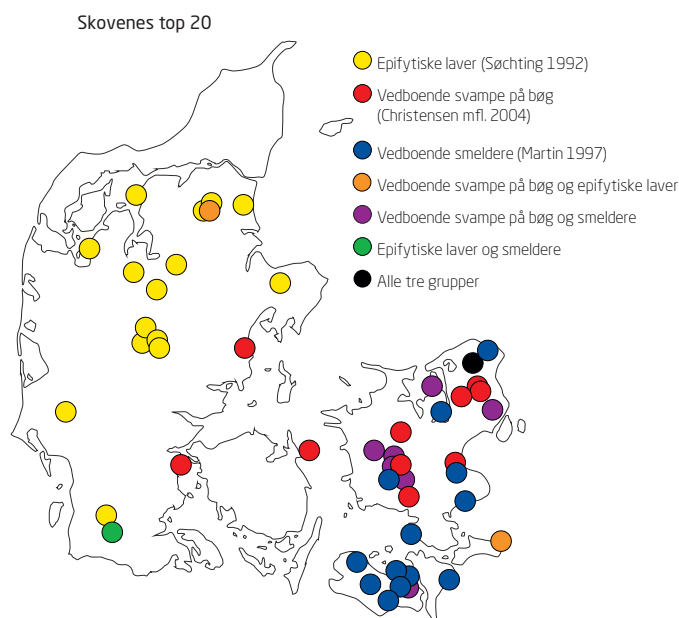 Skovenes top 20
Epifytiske laver (Søchting 1992)
Vedboende svampe på bøg
(Christensen mfl. 2004)
Vedboende smeldere (Martin 1997)
Vedboende svampe på bøg og epifytiske laver
Vedboende svampe på bøg og smeldere
Epifytiske laver og smeldere
Alle tre grupper